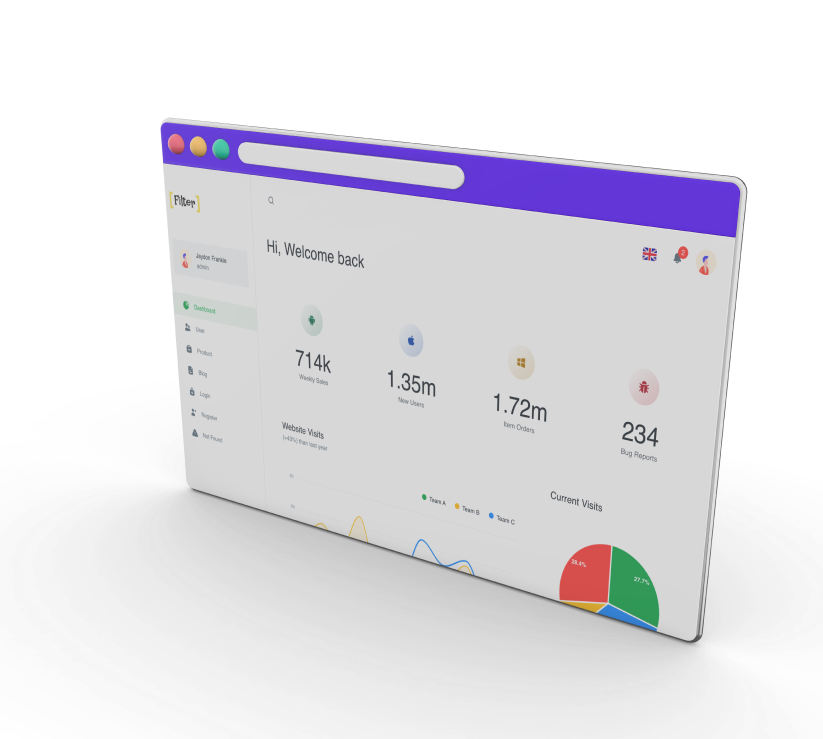 [Filter]
Jaydon Frankie
admin
Dashboard
User
Product
Blog
Login
Register
Not Found
2
Hi, Welcome back
714k
Weekly Sales
1.35m
New Users
1.72m
Item Orders
234
Bug Reports
Website Visits
(+43%) than last year
Team A
Team B
Team C
Current Visits
27.7%